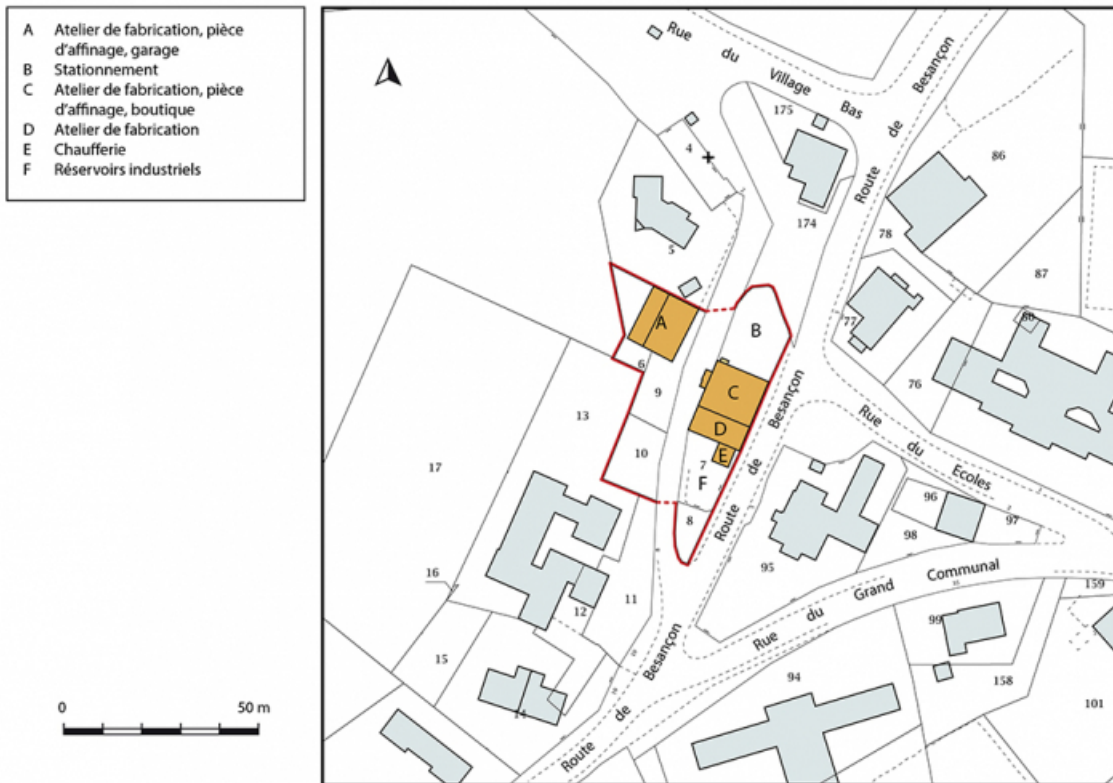 A Atelier de fabrication, pièce
d'affinage, garage
B Stationnement
C Atelier de fabrication, pièce
d'affinage, boutique
D Atelier de fabrication
E Chaufferie
F Réservoirs industriels
Rue du Village Bas
Route de Besançon
175
4
86
174
5
78
87
77
80
A
B
6
9
C
76
13
D
10
E
7
17
F
Route de Besançon
Rue du Ecoles
8
96
97
98
95
16
Rue du Grand Communal
159
11
12
99
15
Route de Besançon
94
158
101
14
0 50 m